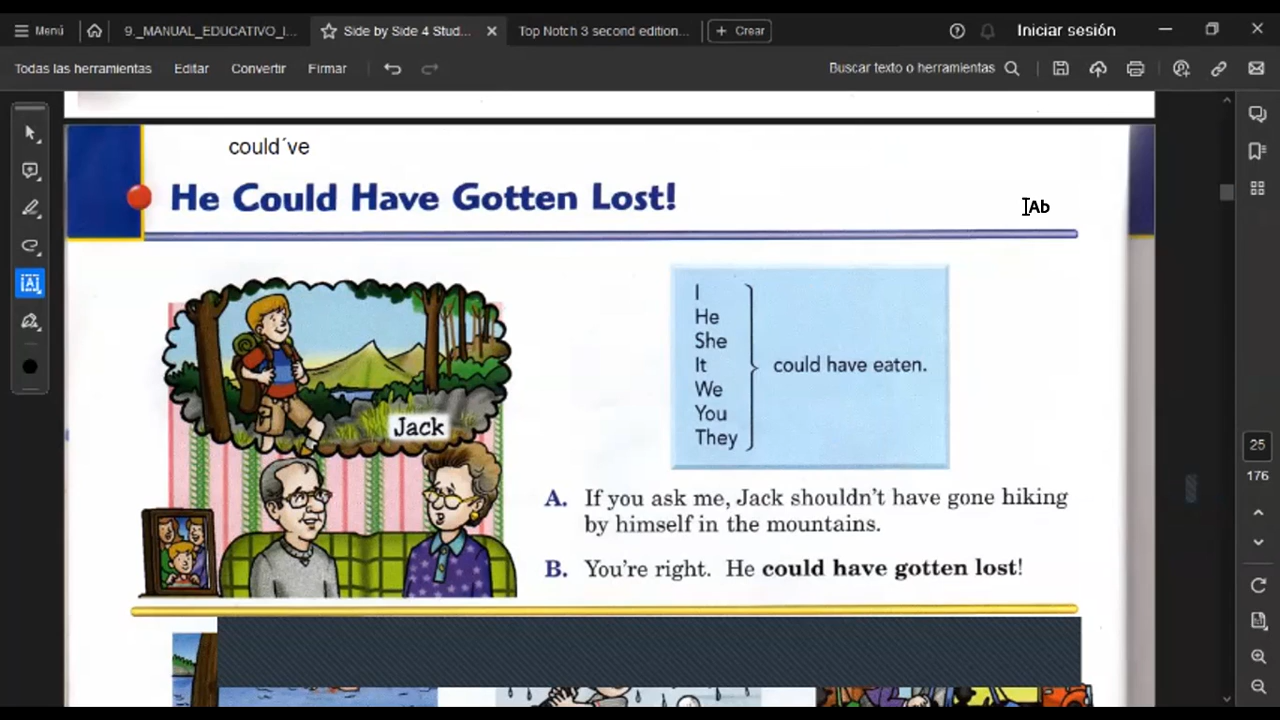 Menú
9._MANUAL_EDUCATIVO_I...
Side by Side 4 Stud...
Top Notch 3 second edition...
+ Crear
Iniciar sesión
Todas las herramientas
Editar
Convertir
Firmar
Buscar texto o herramientas
could´ve
He Could Have Gotten Lost!
Ab
Jack
I
He
She
It
We
You
They
could have eaten.
A. If you ask me, Jack shouldn't have gone hiking
by himself in the mountains.
B. You're right. He could have gotten lost!
25
176